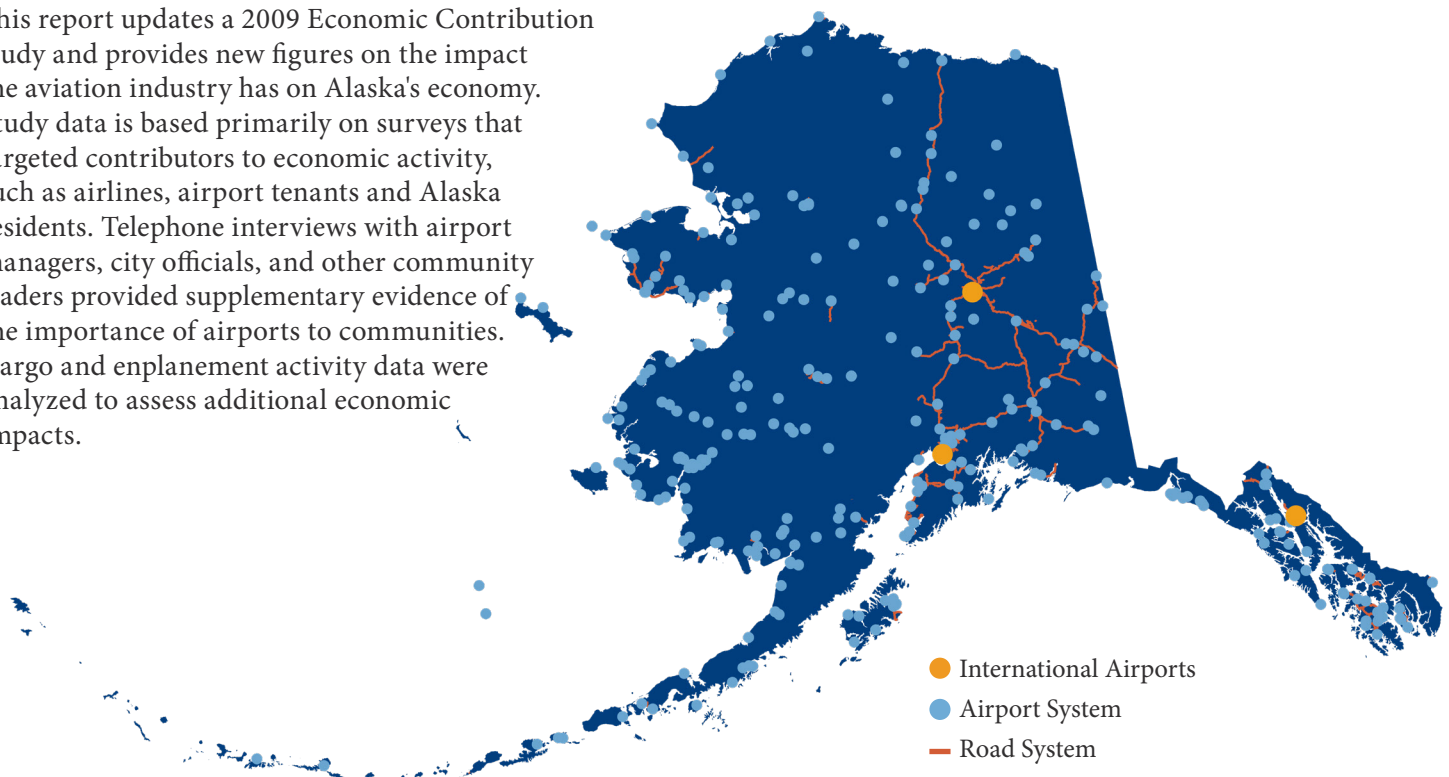 his report updates a 2009 Economic Contribution
tudy and provides new figures on the impact
he aviation industry has on Alaska's economy.
tudy data is based primarily on surveys that
argeted contributors to economic activity,
uch as airlines, airport tenants and Alaska
esidents. Telephone interviews with airport
anagers, city officials, and other community
aders provided supplementary evidence of
he importance of airports to communities.
argo and enplanement activity data were
nalyzed to assess additional economic
mpacts.
International Airports
Airport System
Road System